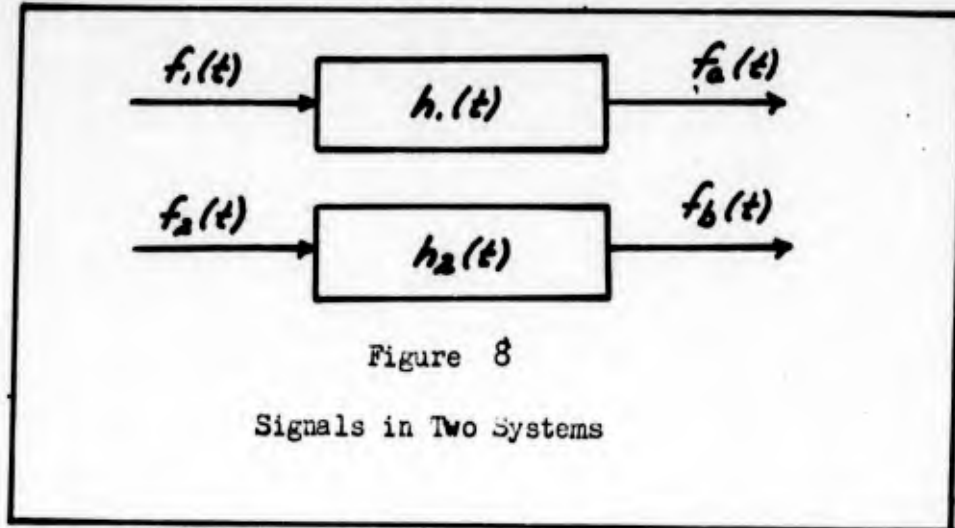 f₁(t) h₁(t) fₐ(t)
f₂(t) h₂(t) f_b(t)
Figure 8
Signals in Two Systems